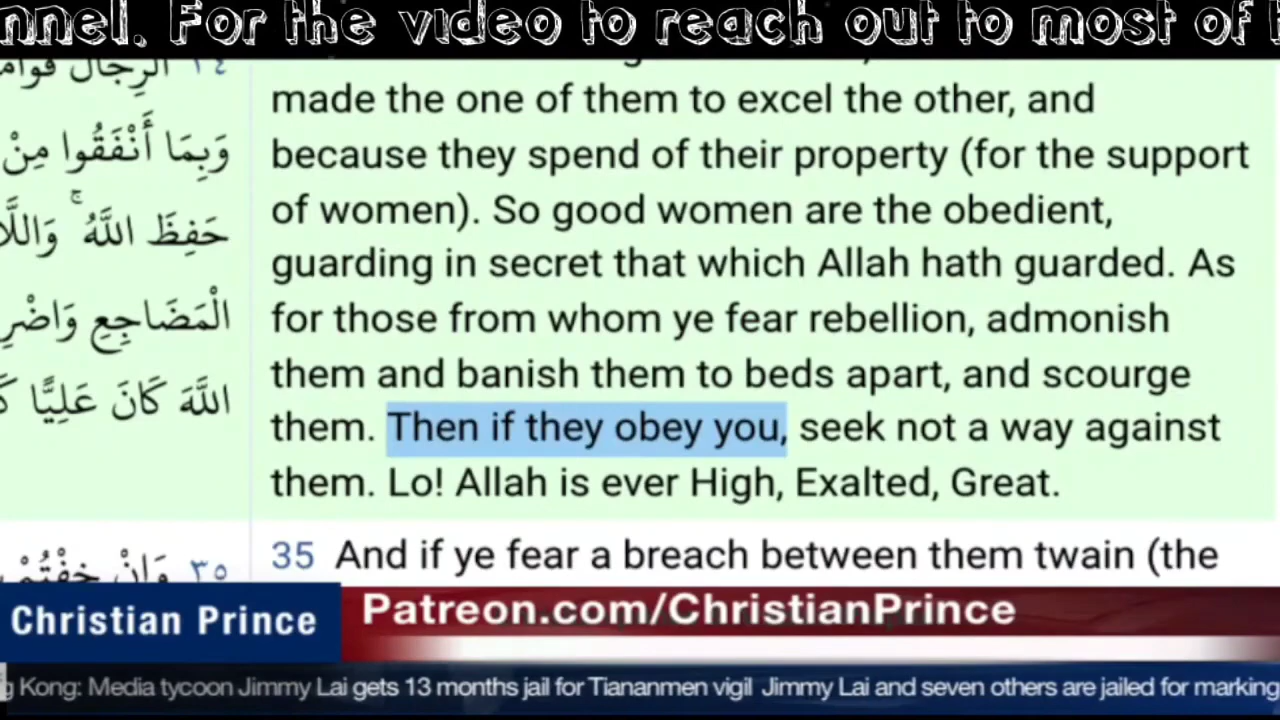 nnel. For the video to reach out to most of
made the one of them to excel the other, and
because they spend of their property (for the support
of women). So good women are the obedient,
guarding in secret that which Allah hath guarded. As
for those from whom ye fear rebellion, admonish
them and banish them to beds apart, and scourge
them. Then if they obey you, seek not a way against
them. Lo! Allah is ever High, Exalted, Great.
٣٤ الرِّجَالُ
وَبِمَا أَنْفَقُوا مِنْ
حَفِظَ اللَّهُ ۚ
الْمَضَاجِعِ
اللَّهَ كَانَ عَلِيًّا
35 And if ye fear a breach between them twain (the
٣٥ وَإِنْ خِفْتُمْ
Christian Prince
Patreon.com/ChristianPrince
g Kong: Media tycoon Jimmy Lai gets 13 months jail for Tiananmen vigil Jimmy Lai and seven others are jailed for marking